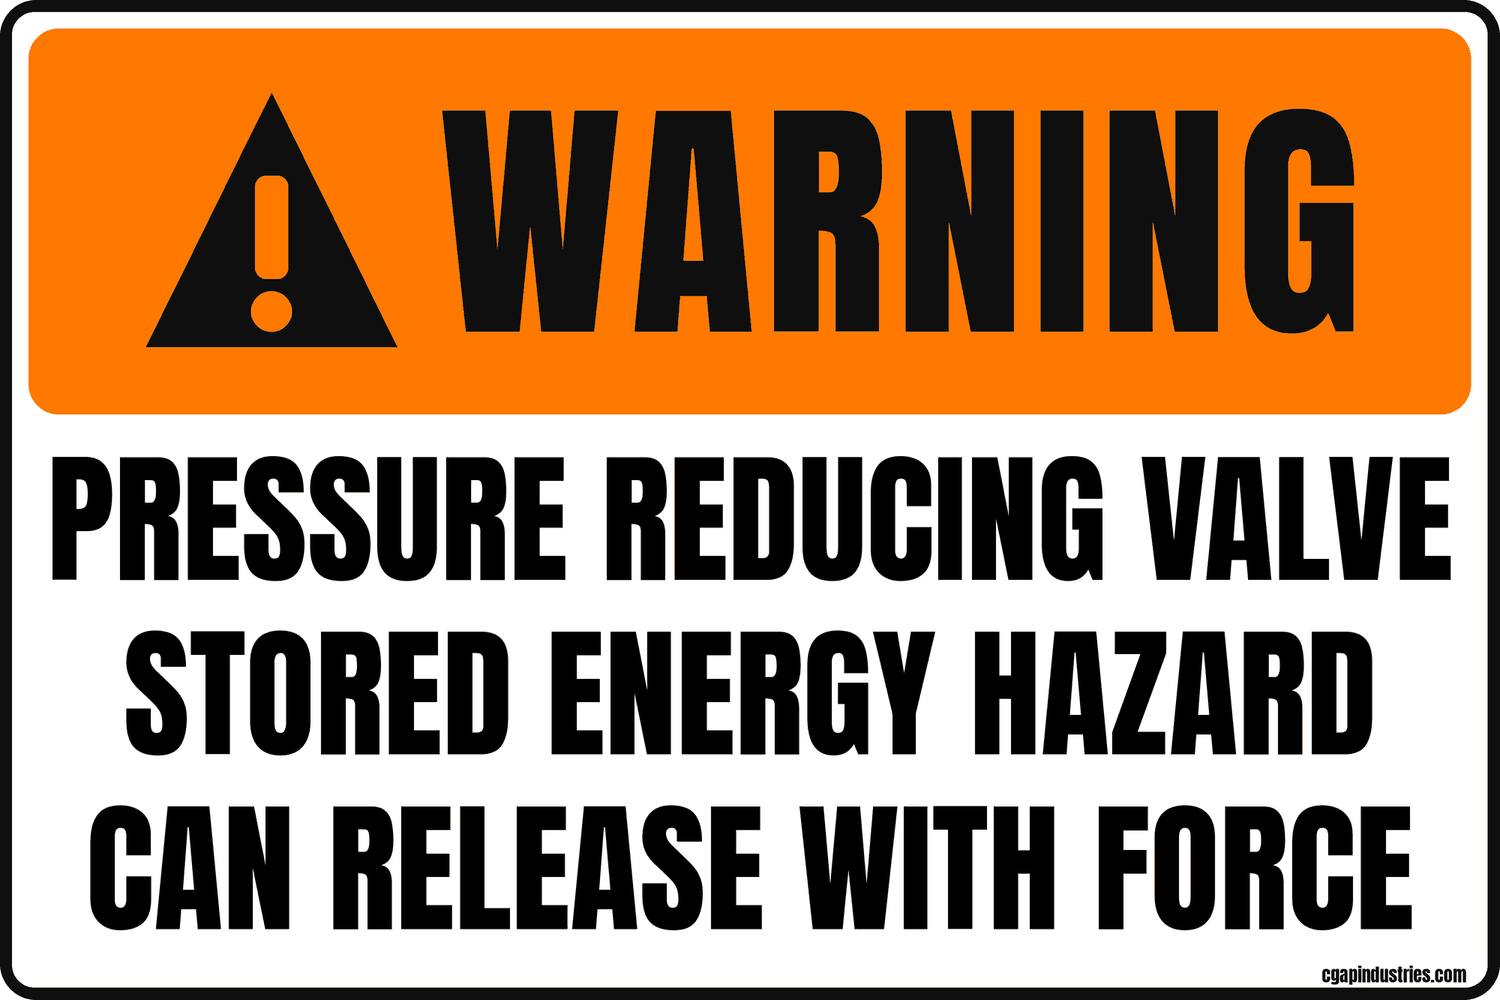 WARNING
PRESSURE REDUCING VALVE
STORED ENERGY HAZARD
CAN RELEASE WITH FORCE
cgapindustries.com